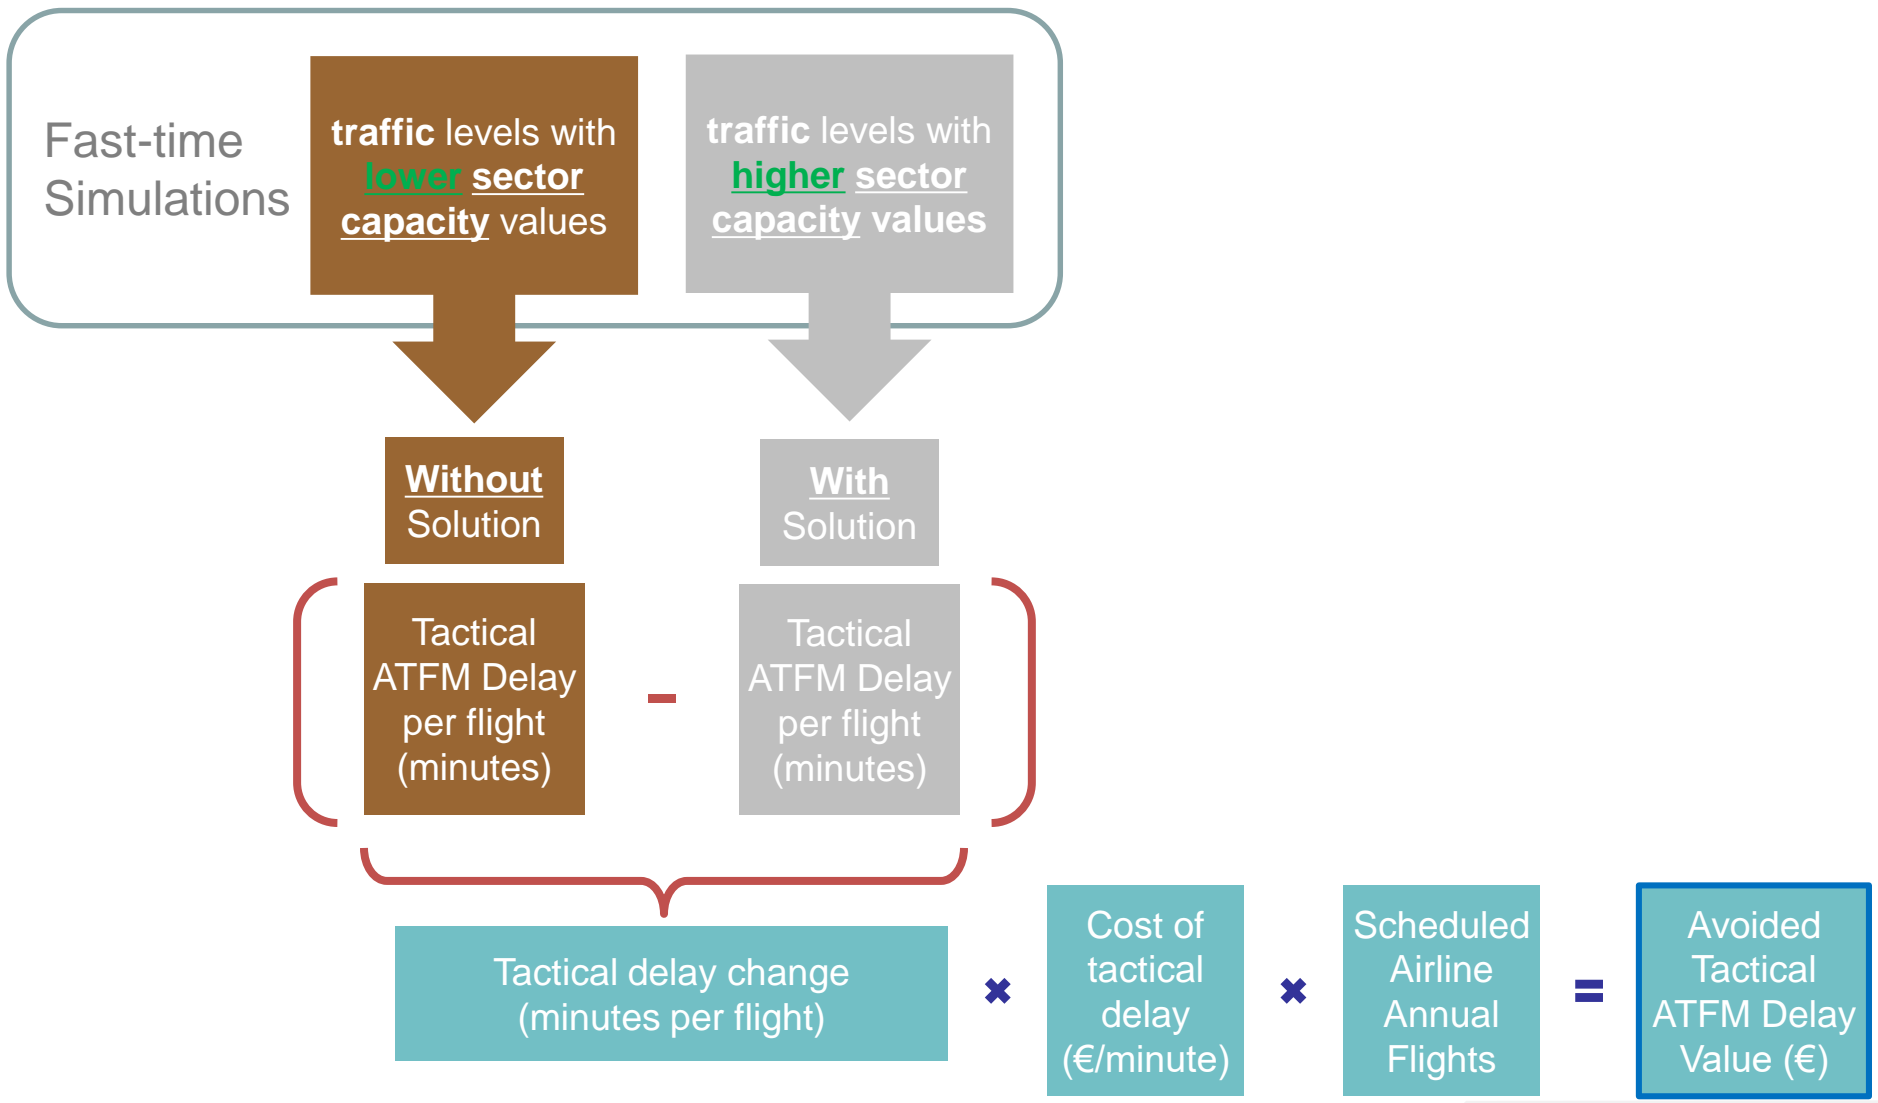 Fast-time
Simulations
traffic levels with
lower sector
capacity values
traffic levels with
higher sector
capacity values
Without
Solution
With
Solution
Tactical
ATFM Delay
per flight
(minutes)
-
Tactical
ATFM Delay
per flight
(minutes)
Tactical delay change
(minutes per flight)
×
Cost of
tactical
delay
(€/minute)
×
Scheduled
Airline
Annual
Flights
=
Avoided
Tactical
ATFM Delay
Value (€)